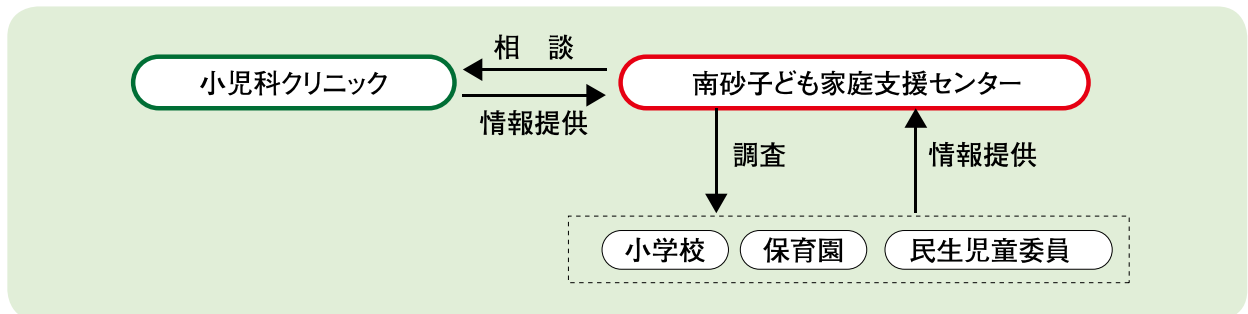 相　談
小児科クリニック
南砂子ども家庭支援センター
情報提供
調査
情報提供
小学校
保育園
民生児童委員